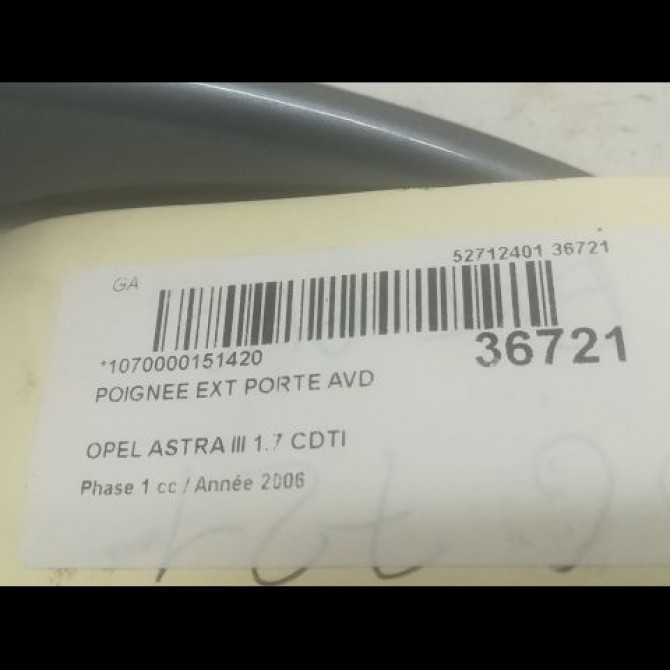 GA
52712401 36721
*1070000151420
36721
POIGNEE EXT PORTE AVD
OPEL ASTRA III 1.7 CDTI
Phase 1 cc / Année 2006